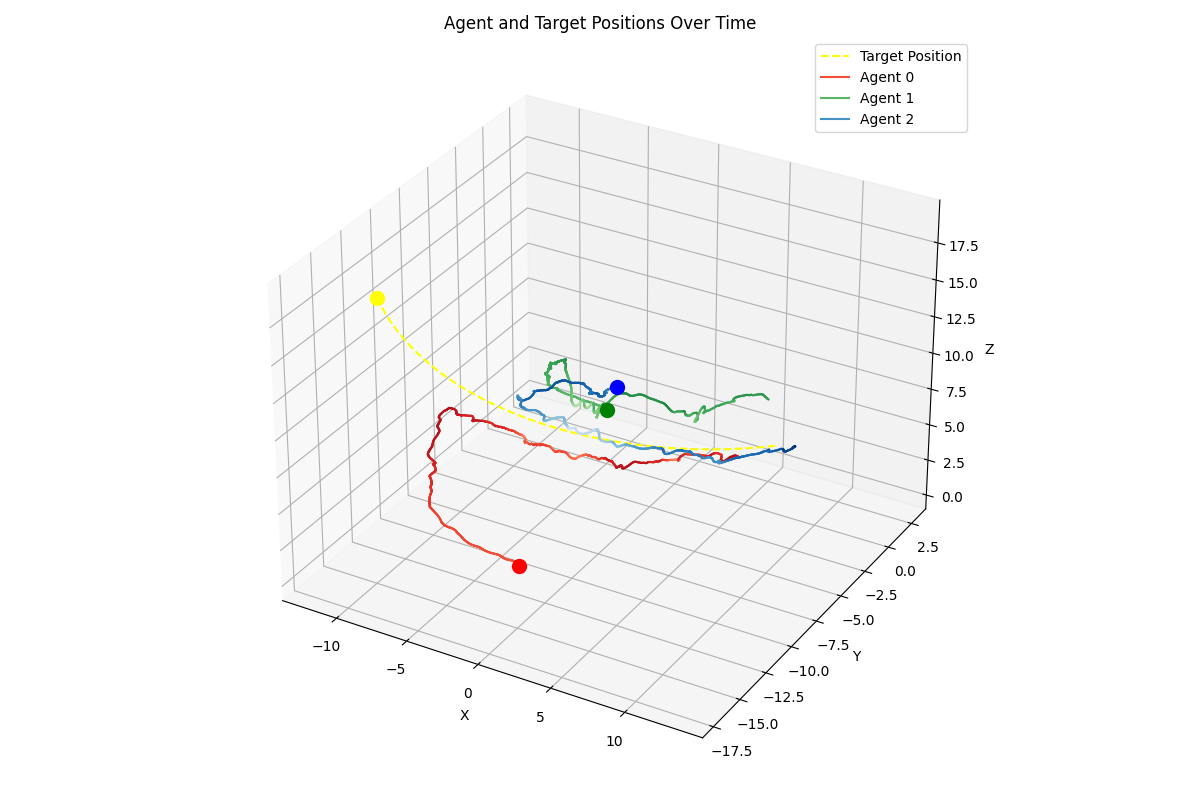 Agent and Target Positions Over Time
Target Position
Agent 0
Agent 1
Agent 2
17.5
15.0
12.5
10.0
7.5
5.0
2.5
0.0
Z
2.5
0.0
−2.5
−5.0
−7.5
−10.0
−12.5
−15.0
−17.5
Y
−10
−5
0
5
10
X